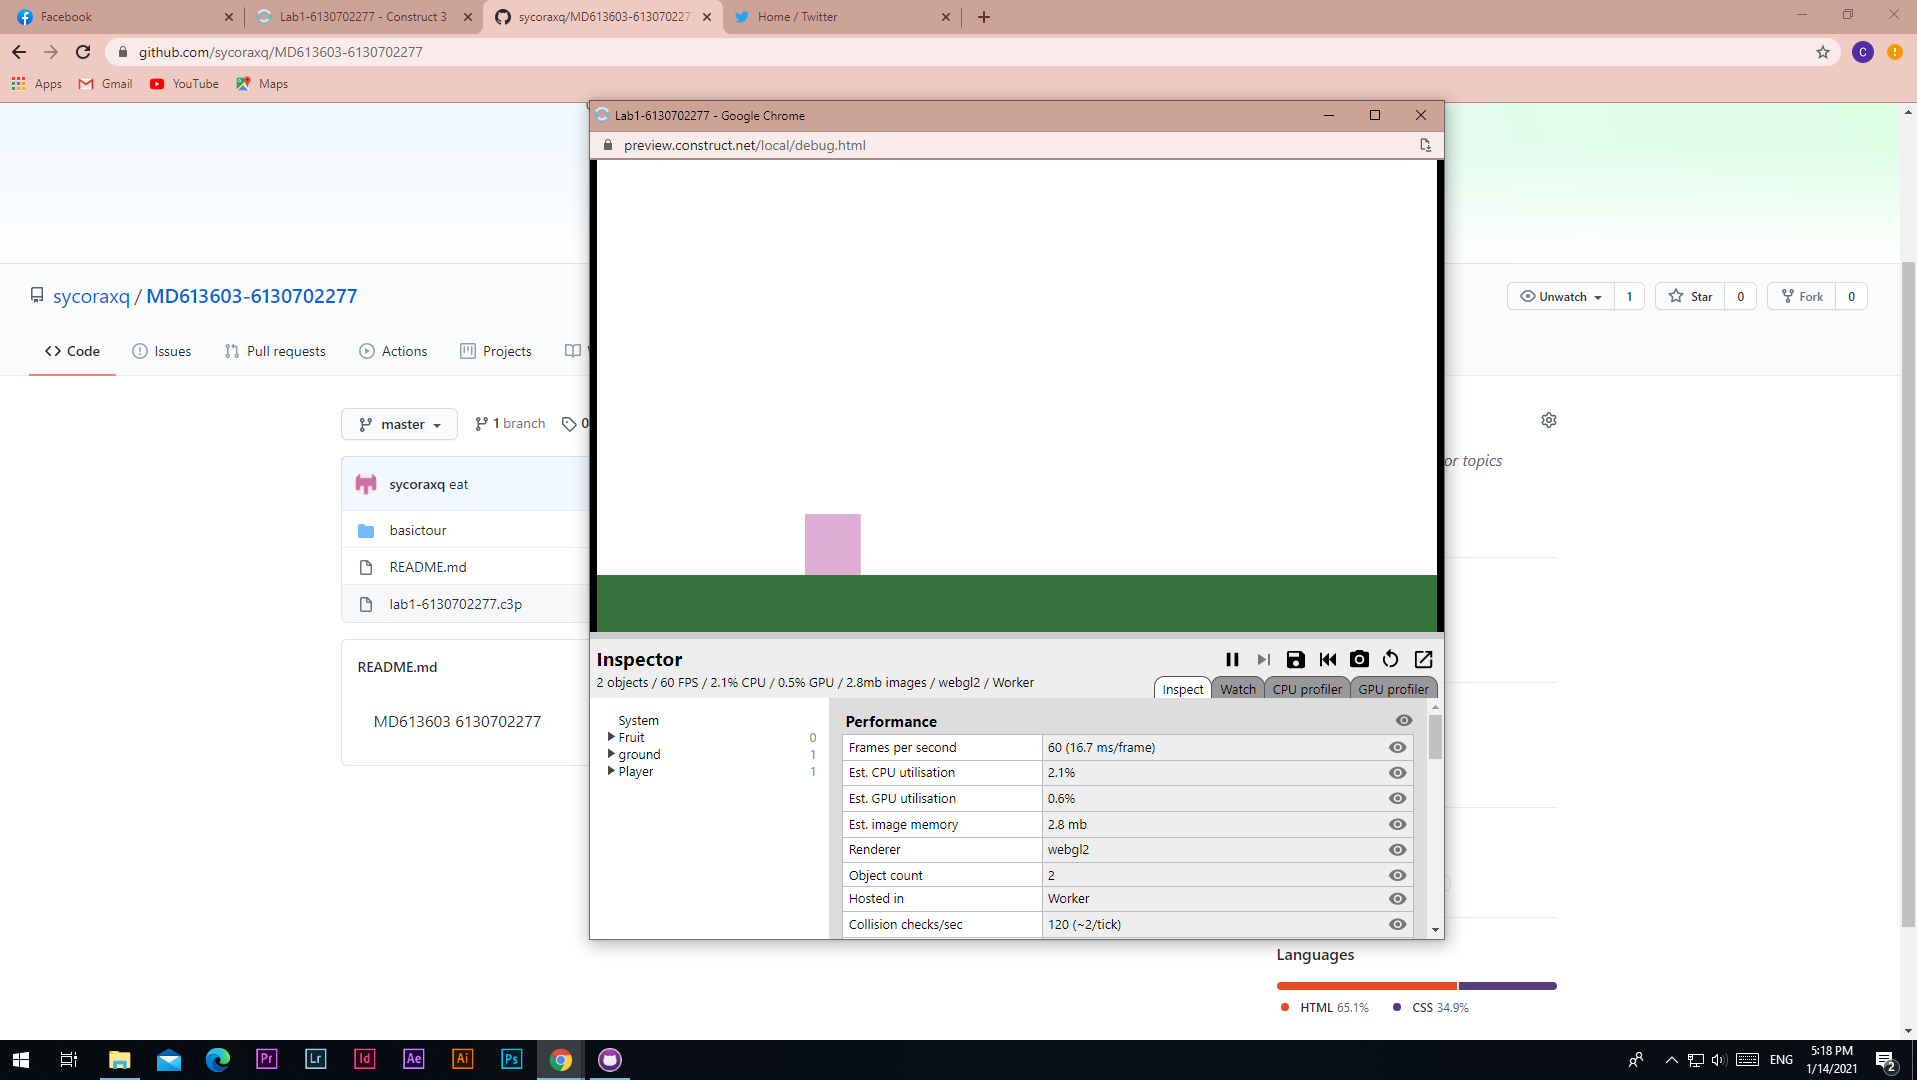 Facebook
Lab1-6130702277 - Construct 3
sycoraxq/MD613603-6130702277
Home / Twitter
github.com/sycoraxq/MD613603-6130702277
C
Apps
Gmail
YouTube
Maps
Lab1-6130702277 - Google Chrome
preview.construct.net/local/debug.html
sycoraxq / MD613603-6130702277
Unwatch 1
Star 0
Fork 0
Code
Issues
Pull requests
Actions
Projects
master
1 branch
0
or topics
sycoraxq eat
basictour
README.md
lab1-6130702277.c3p
README.md
MD613603 6130702277
Inspector
2 objects / 60 FPS / 2.1% CPU / 0.5% GPU / 2.8mb images / webgl2 / Worker
Inspect
Watch
CPU profiler
GPU profiler
System
Fruit 0
ground 1
Player 1
Performance
Frames per second 60 (16.7 ms/frame)
Est. CPU utilisation 2.1%
Est. GPU utilisation 0.6%
Est. image memory 2.8 mb
Renderer webgl2
Object count 2
Hosted in Worker
Collision checks/sec 120 (~2/tick)
Languages
HTML 65.1%
CSS 34.9%
Pr
Lr
Id
Ae
Ai
Ps
ENG
5:18 PM
1/14/2021
2